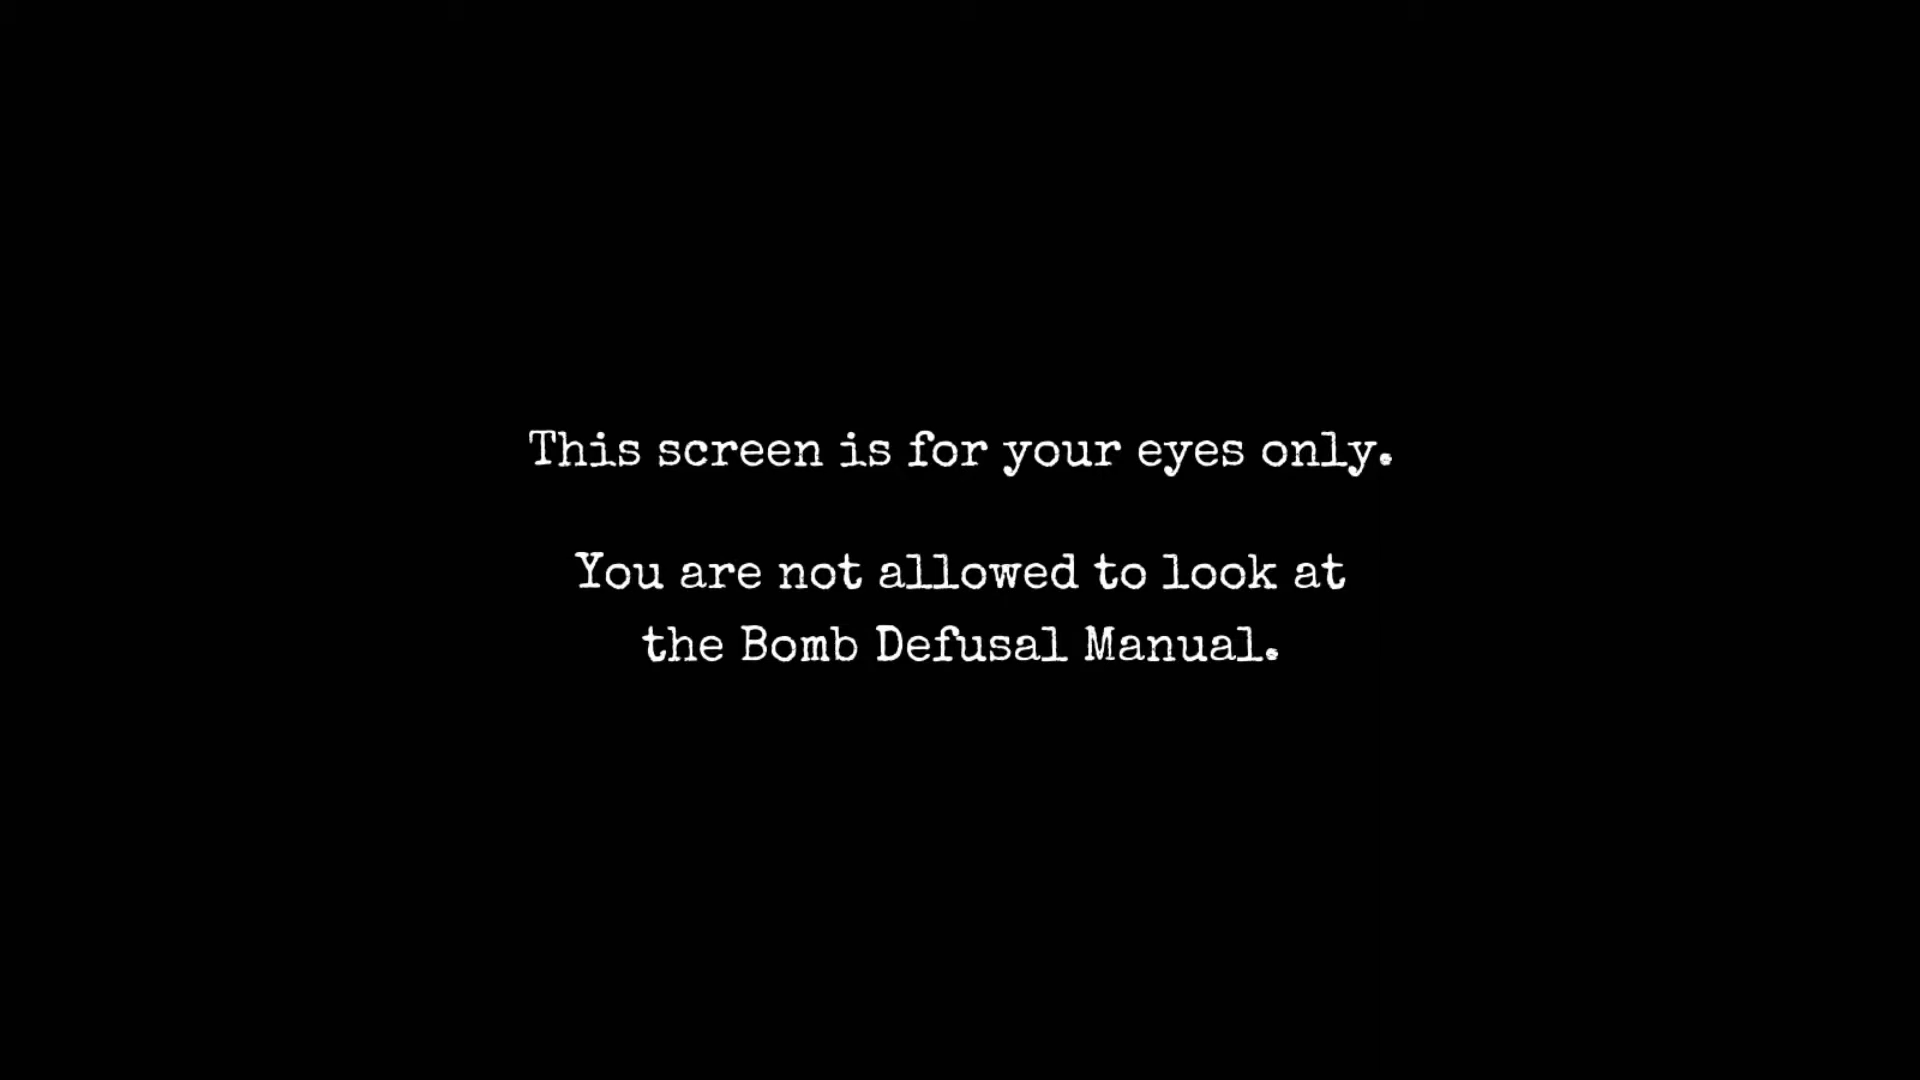 This screen is for your eyes only.
You are not allowed to look at
the Bomb Defusal Manual.